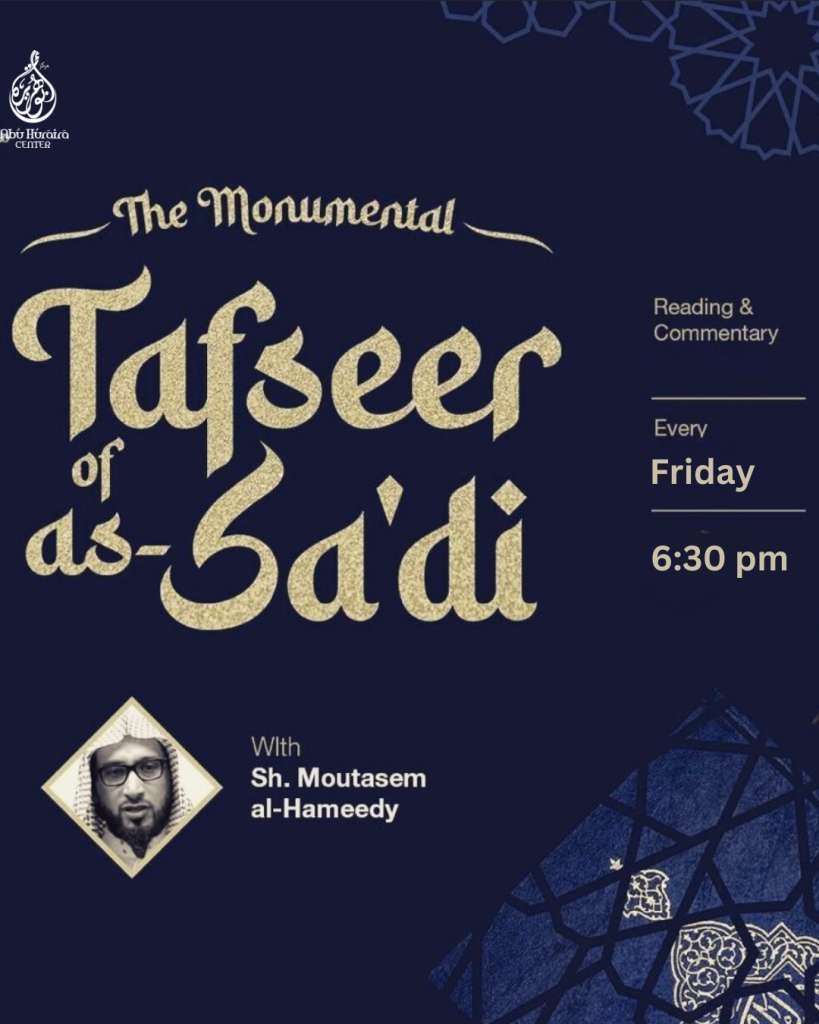 Abu Huraira
CENTER
The Monumental
Tafseer
of
as-Sa'di
Reading &
Commentary
Every
Friday
6:30 pm
WIth
Sh. Moutasem
al-Hameedy